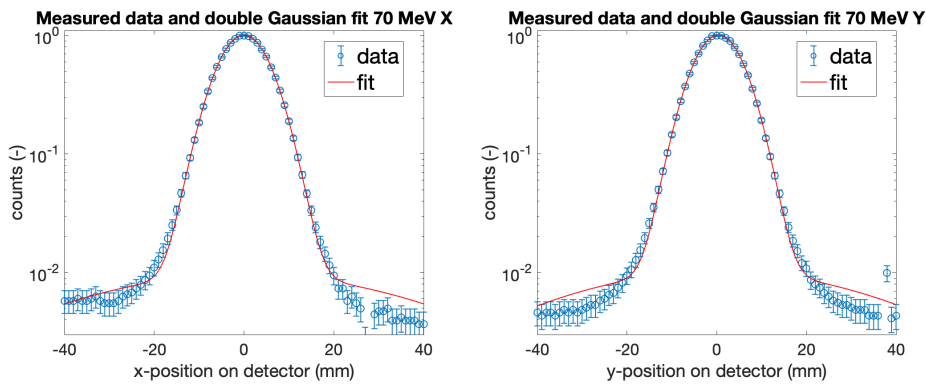 Measured data and double Gaussian fit 70 MeV X
10^0
10^-1
10^-2
counts (-)
data
fit
-40 -20 0 20 40
x-position on detector (mm)
Measured data and double Gaussian fit 70 MeV Y
10^0
10^-1
10^-2
counts (-)
data
fit
-40 -20 0 20 40
y-position on detector (mm)